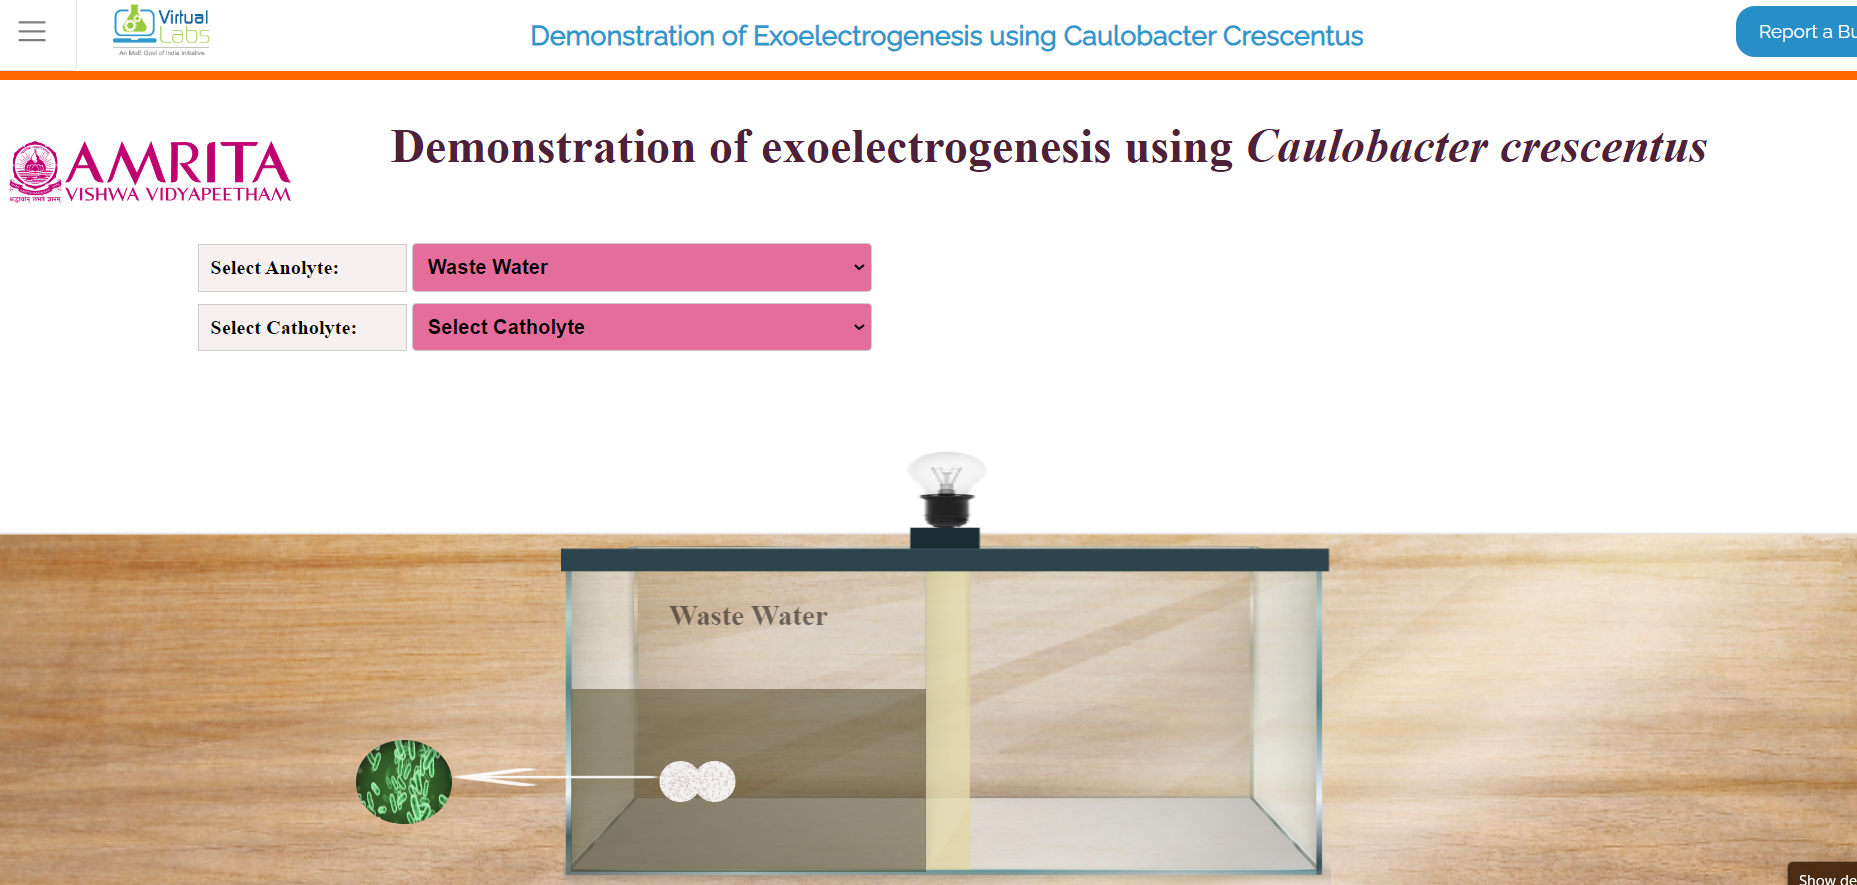 Virtual
Labs
An MoE Govt of India Initiative
Demonstration of Exoelectrogenesis using Caulobacter Crescentus
Report a Bu
AMRITA
VISHWA VIDYAPEETHAM
Demonstration of exoelectrogenesis using Caulobacter crescentus
Select Anolyte:
Waste Water
Select Catholyte:
Select Catholyte
Waste Water
Show de